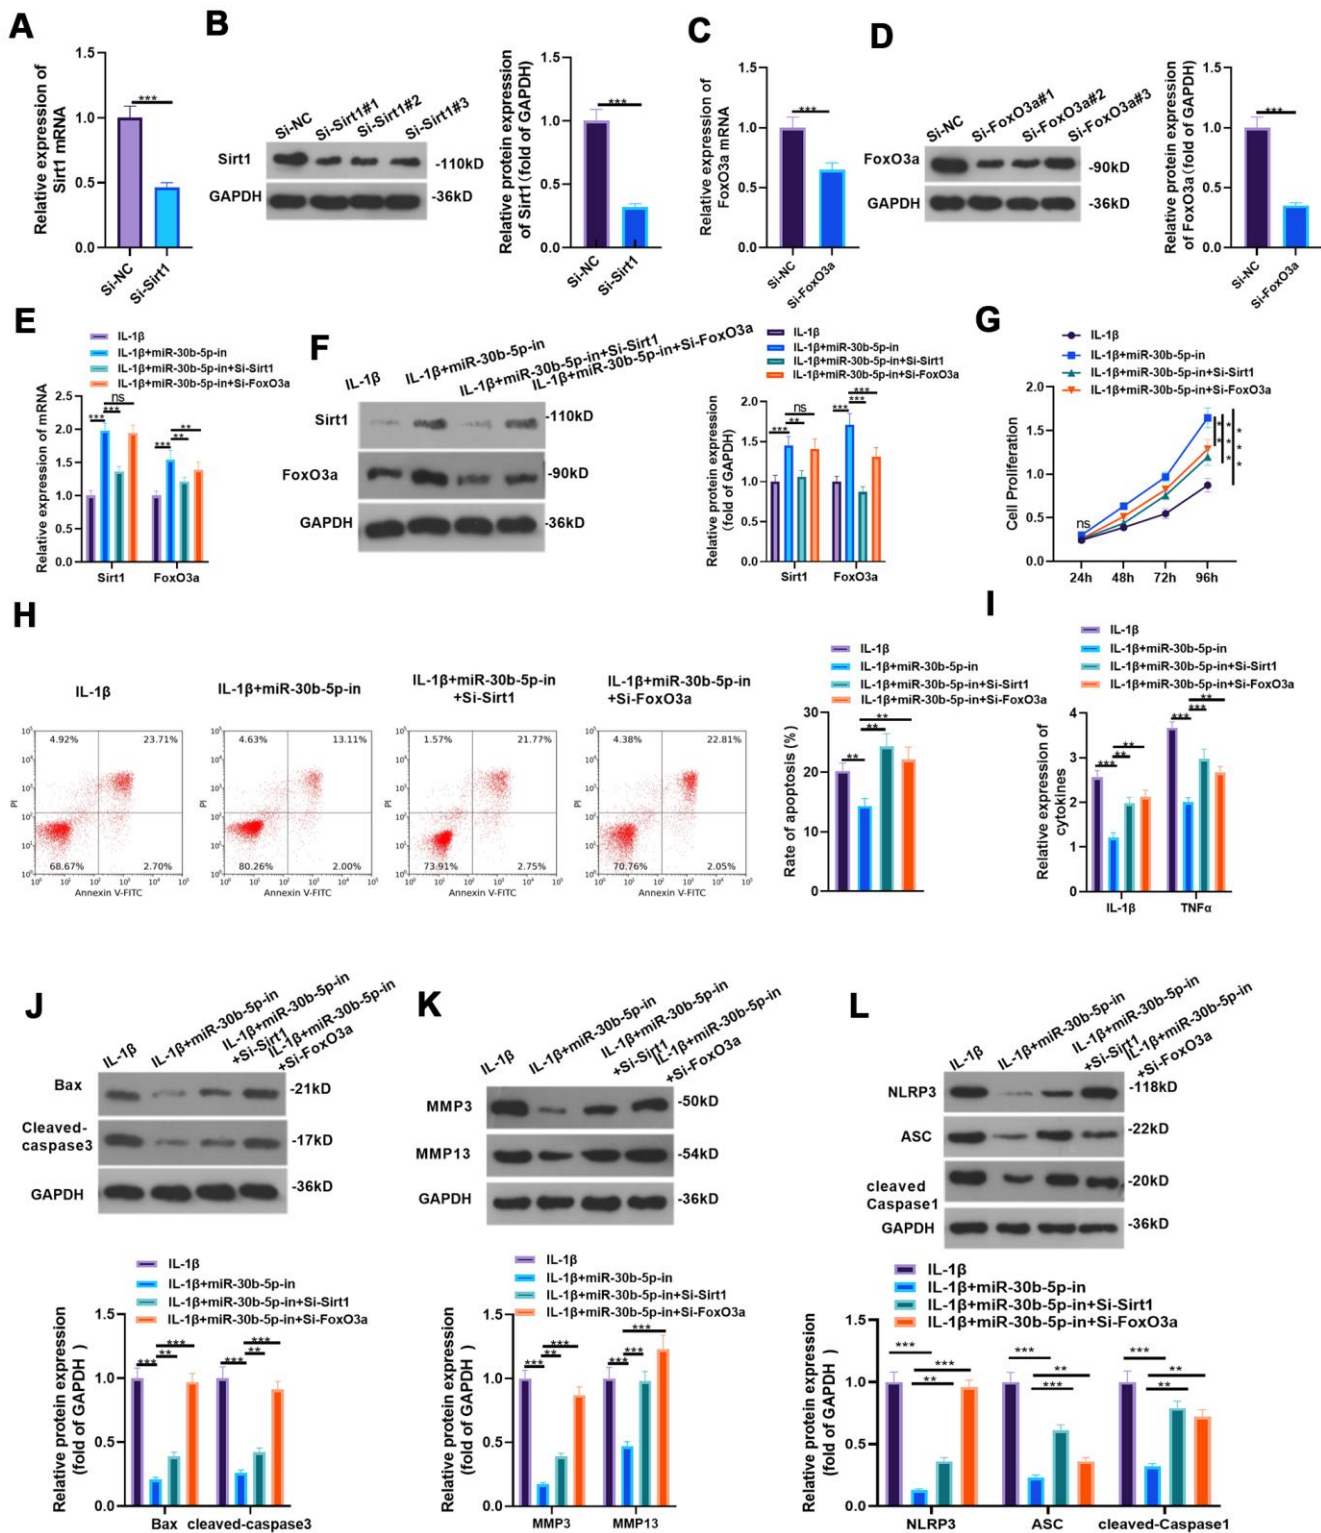 A
Relative expression of
Sirt1 mRNA
1.5
1.0
0.5
0.0
***
Si-NC
Si-Sirt1
B
Si-NC
Si-Sirt1#1
Si-Sirt1#2
Si-Sirt1#3
Sirt1
-110kD
GAPDH
-36kD
Relative protein expression
of Sirt1(fold of GAPDH)
1.5
1.0
0.5
0.0
***
Si-NC
Si-Sirt1
C
Relative expression of
FoxO3a mRNA
1.5
1.0
0.5
0.0
***
Si-NC
Si-FoxO3a
D
Si-NC
Si-FoxO3a#1
Si-FoxO3a#2
Si-FoxO3a#3
FoxO3a
-90kD
GAPDH
-36kD
Relative protein expression
of FoxO3a(fold of GAPDH)
1.5
1.0
0.5
0.0
***
Si-NC
Si-FoxO3a
E
IL-1β
IL-1β+miR-30b-5p-in
IL-1β+miR-30b-5p-in+Si-Sirt1
IL-1β+miR-30b-5p-in+Si-FoxO3a
Relative expression of mRNA
2.5
2.0
1.5
1.0
0.5
0.0
ns
*** ***
**
*** **
Sirt1
FoxO3a
F
IL-1β
IL-1β+miR-30b-5p-in
IL-1β+miR-30b-5p-in+Si-Sirt1
IL-1β+miR-30b-5p-in+Si-FoxO3a
Sirt1
-110kD
FoxO3a
-90kD
GAPDH
-36kD
IL-1β
IL-1β+miR-30b-5p-in
IL-1β+miR-30b-5p-in+Si-Sirt1
IL-1β+miR-30b-5p-in+Si-FoxO3a
Relative protein expression
(fold of GAPDH)
2.0
1.5
1.0
0.5
0.0
ns
*** **
***
*** ***
Sirt1
FoxO3a
G
IL-1β
IL-1β+miR-30b-5p-in
IL-1β+miR-30b-5p-in+Si-Sirt1
IL-1β+miR-30b-5p-in+Si-FoxO3a
Cell Proliferation
2.0
1.5
1.0
0.5
0.0
ns
**
***
***
24h
48h
72h
96h
H
IL-1β
4.92%
23.71%
68.67%
2.70%
PI
Annexin V-FITC
10⁰ 10¹ 10² 10³ 10⁴ 10⁵
IL-1β+miR-30b-5p-in
4.63%
13.11%
80.26%
2.00%
PI
Annexin V-FITC
10⁰ 10¹ 10² 10³ 10⁴ 10⁵
IL-1β+miR-30b-5p-in
+Si-Sirt1
1.57%
21.77%
73.91%
2.75%
PI
Annexin V-FITC
10⁰ 10¹ 10² 10³ 10⁴ 10⁵
IL-1β+miR-30b-5p-in
+Si-FoxO3a
4.38%
22.81%
70.76%
2.05%
PI
Annexin V-FITC
10⁰ 10¹ 10² 10³ 10⁴ 10⁵
IL-1β
IL-1β+miR-30b-5p-in
IL-1β+miR-30b-5p-in+Si-Sirt1
IL-1β+miR-30b-5p-in+Si-FoxO3a
Rate of apoptosis (%)
30
20
10
0
**
** **
I
IL-1β
IL-1β+miR-30b-5p-in
IL-1β+miR-30b-5p-in+Si-Sirt1
IL-1β+miR-30b-5p-in+Si-FoxO3a
Relative expression of
cytokines
4
3
2
1
0
**
*** **
**
*** ***
IL-1β
TNFα
J
IL-1β
IL-1β+miR-30b-5p-in
IL-1β+miR-30b-5p-in
+Si-Sirt1
IL-1β+miR-30b-5p-in
+Si-FoxO3a
Bax
-21kD
Cleaved-
caspase3
-17kD
GAPDH
-36kD
IL-1β
IL-1β+miR-30b-5p-in
IL-1β+miR-30b-5p-in+Si-Sirt1
IL-1β+miR-30b-5p-in+Si-FoxO3a
Relative protein expression
(fold of GAPDH )
1.5
1.0
0.5
0.0
***
*** **
***
*** **
Bax
cleaved-caspase3
K
IL-1β
IL-1β+miR-30b-5p-in
IL-1β+miR-30b-5p-in
+Si-Sirt1
IL-1β+miR-30b-5p-in
+Si-FoxO3a
MMP3
-50kD
MMP13
-54kD
GAPDH
-36kD
IL-1β
IL-1β+miR-30b-5p-in
IL-1β+miR-30b-5p-in+Si-Sirt1
IL-1β+miR-30b-5p-in+Si-FoxO3a
Relative protein expression
(fold of GAPDH )
1.5
1.0
0.5
0.0
***
*** **
***
*** ***
MMP3
MMP13
L
IL-1β
IL-1β+miR-30b-5p-in
IL-1β+miR-30b-5p-in
+Si-Sirt1
IL-1β+miR-30b-5p-in
+Si-FoxO3a
NLRP3
-118kD
ASC
-22kD
cleaved
Caspase1
-20kD
GAPDH
-36kD
IL-1β
IL-1β+miR-30b-5p-in
IL-1β+miR-30b-5p-in+Si-Sirt1
IL-1β+miR-30b-5p-in+Si-FoxO3a
Relative protein expression
(fold of GAPDH )
1.5
1.0
0.5
0.0
***
***
**
***
**
***
***
**
**
NLRP3
ASC
cleaved-Caspase1